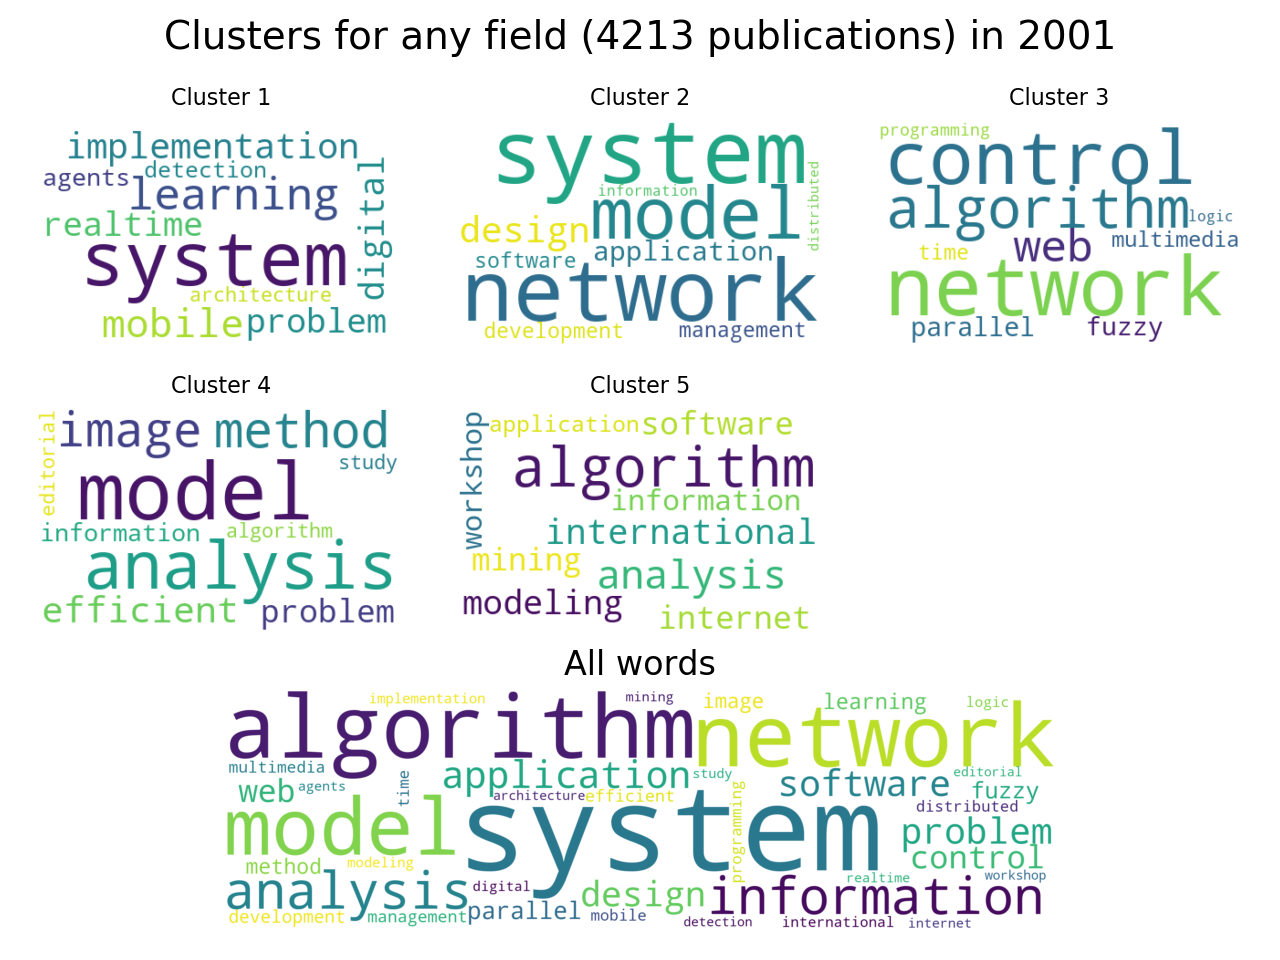 Clusters for any field (4213 publications) in 2001
Cluster 1
implementation
detection
agents
learning
digital
realtime
system
architecture
mobile
problem
Cluster 2
system
information
distributed
model
design
application
software
network
development
management
Cluster 3
programming
control
algorithm
logic
web
multimedia
time
network
parallel
fuzzy
Cluster 4
editorial
image
method
study
model
information
algorithm
analysis
efficient
problem
Cluster 5
workshop
application
software
algorithm
information
international
mining
analysis
modeling
internet
All words
implementation
mining
image
learning
logic
algorithm
network
multimedia
application
study
editorial
web
agents
time
software
fuzzy
architecture
efficient
programming
distributed
model
system
problem
control
method
modeling
realtime
workshop
analysis
digital
design
information
development
management
parallel
mobile
detection
international
internet